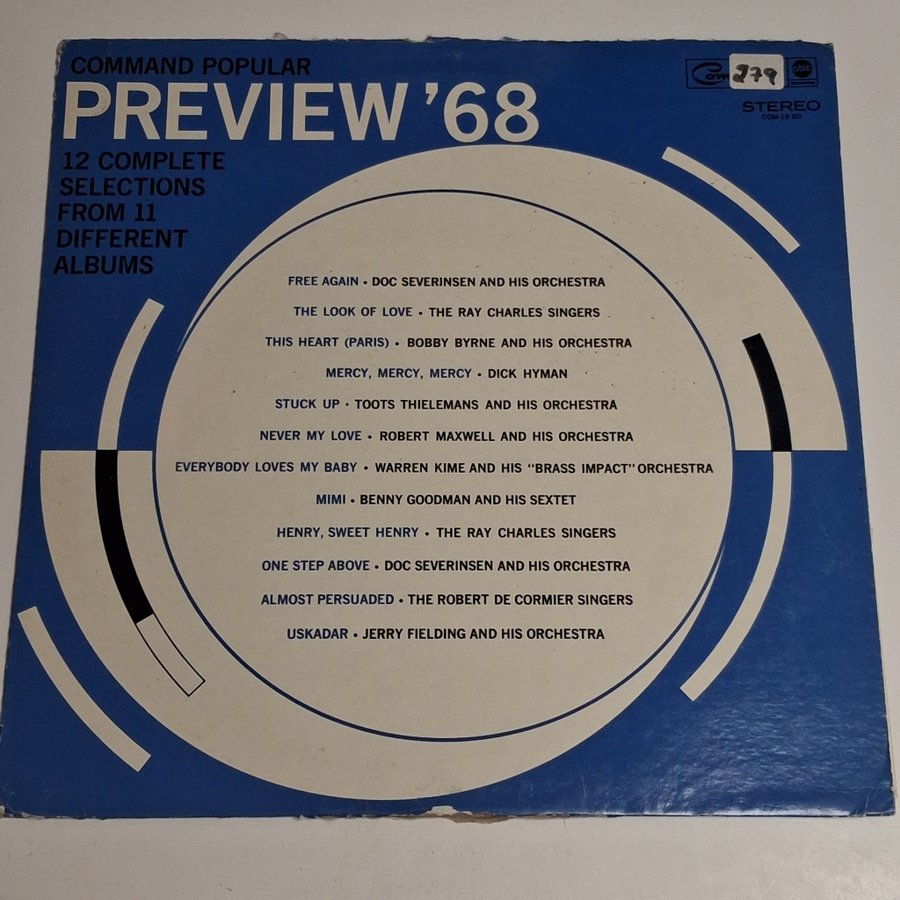 COMMAND POPULAR
PREVIEW '68
12 COMPLETE
SELECTIONS
FROM 11
DIFFERENT
ALBUMS
279
abc
STEREO
FREE AGAIN • DOC SEVERINSEN AND HIS ORCHESTRA
THE LOOK OF LOVE • THE RAY CHARLES SINGERS
THIS HEART (PARIS) • BOBBY BYRNE AND HIS ORCHESTRA
MERCY, MERCY, MERCY • DICK HYMAN
STUCK UP • TOOTS THIELEMANS AND HIS ORCHESTRA
NEVER MY LOVE • ROBERT MAXWELL AND HIS ORCHESTRA
EVERYBODY LOVES MY BABY • WARREN KIME AND HIS "BRASS IMPACT" ORCHESTRA
MIMI • BENNY GOODMAN AND HIS SEXTET
HENRY, SWEET HENRY • THE RAY CHARLES SINGERS
ONE STEP ABOVE • DOC SEVERINSEN AND HIS ORCHESTRA
ALMOST PERSUADED • THE ROBERT DE CORMIER SINGERS
USKADAR • JERRY FIELDING AND HIS ORCHESTRA